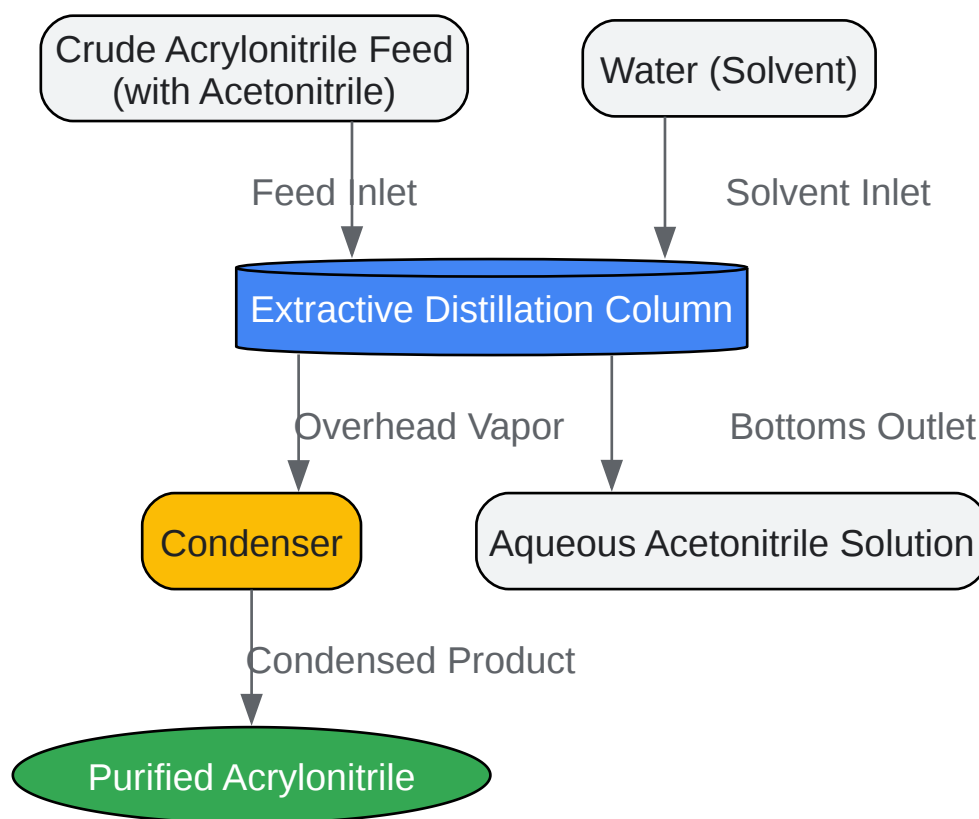 Crude Acrylonitrile Feed
(with Acetonitrile)
Water (Solvent)
Feed Inlet
Solvent Inlet
Extractive Distillation Column
Overhead Vapor
Bottoms Outlet
Condenser
Aqueous Acetonitrile Solution
Condensed Product
Purified Acrylonitrile